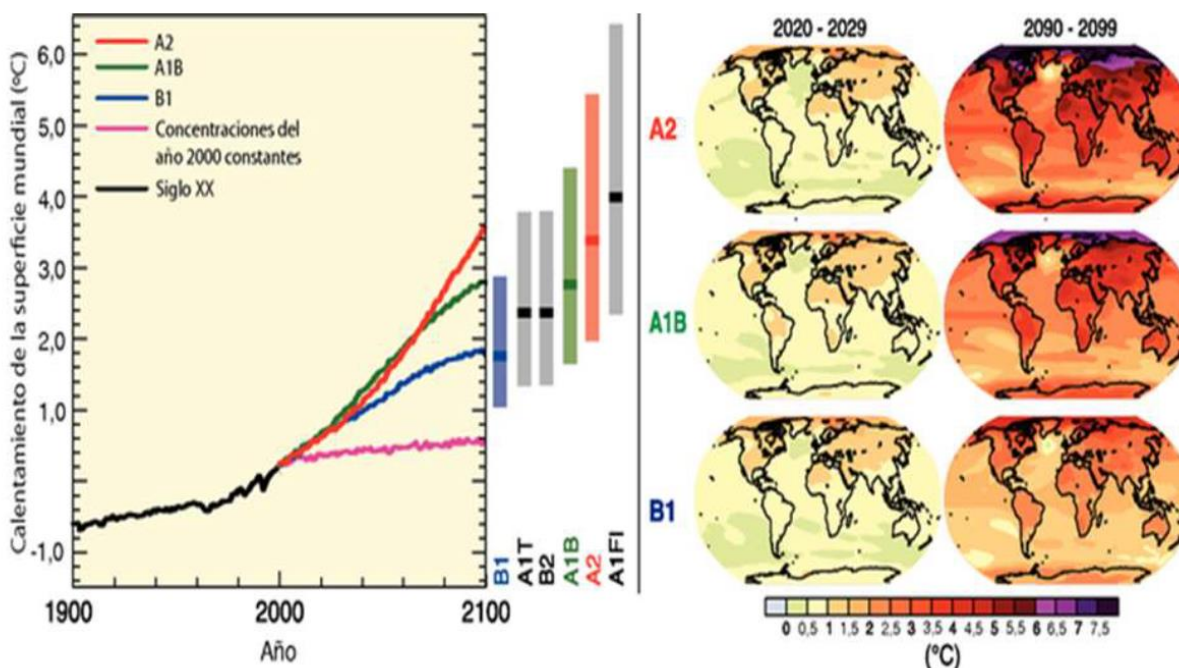 Calentamiento de la superficie mundial (ºC)
6,0
5,0
4,0
3,0
2,0
1,0
-1,0
A2
A1B
B1
Concentraciones del
año 2000 constantes
Siglo XX
1900
2000
2100
Año
B1
A1T
B2
A1B
A2
A1FI
2020 - 2029
2090 - 2099
A2
A1B
B1
0 0,5 1 1,5 2 2,5 3 3,5 4 4,5 5 5,5 6 6,5 7 7,5
(°C)